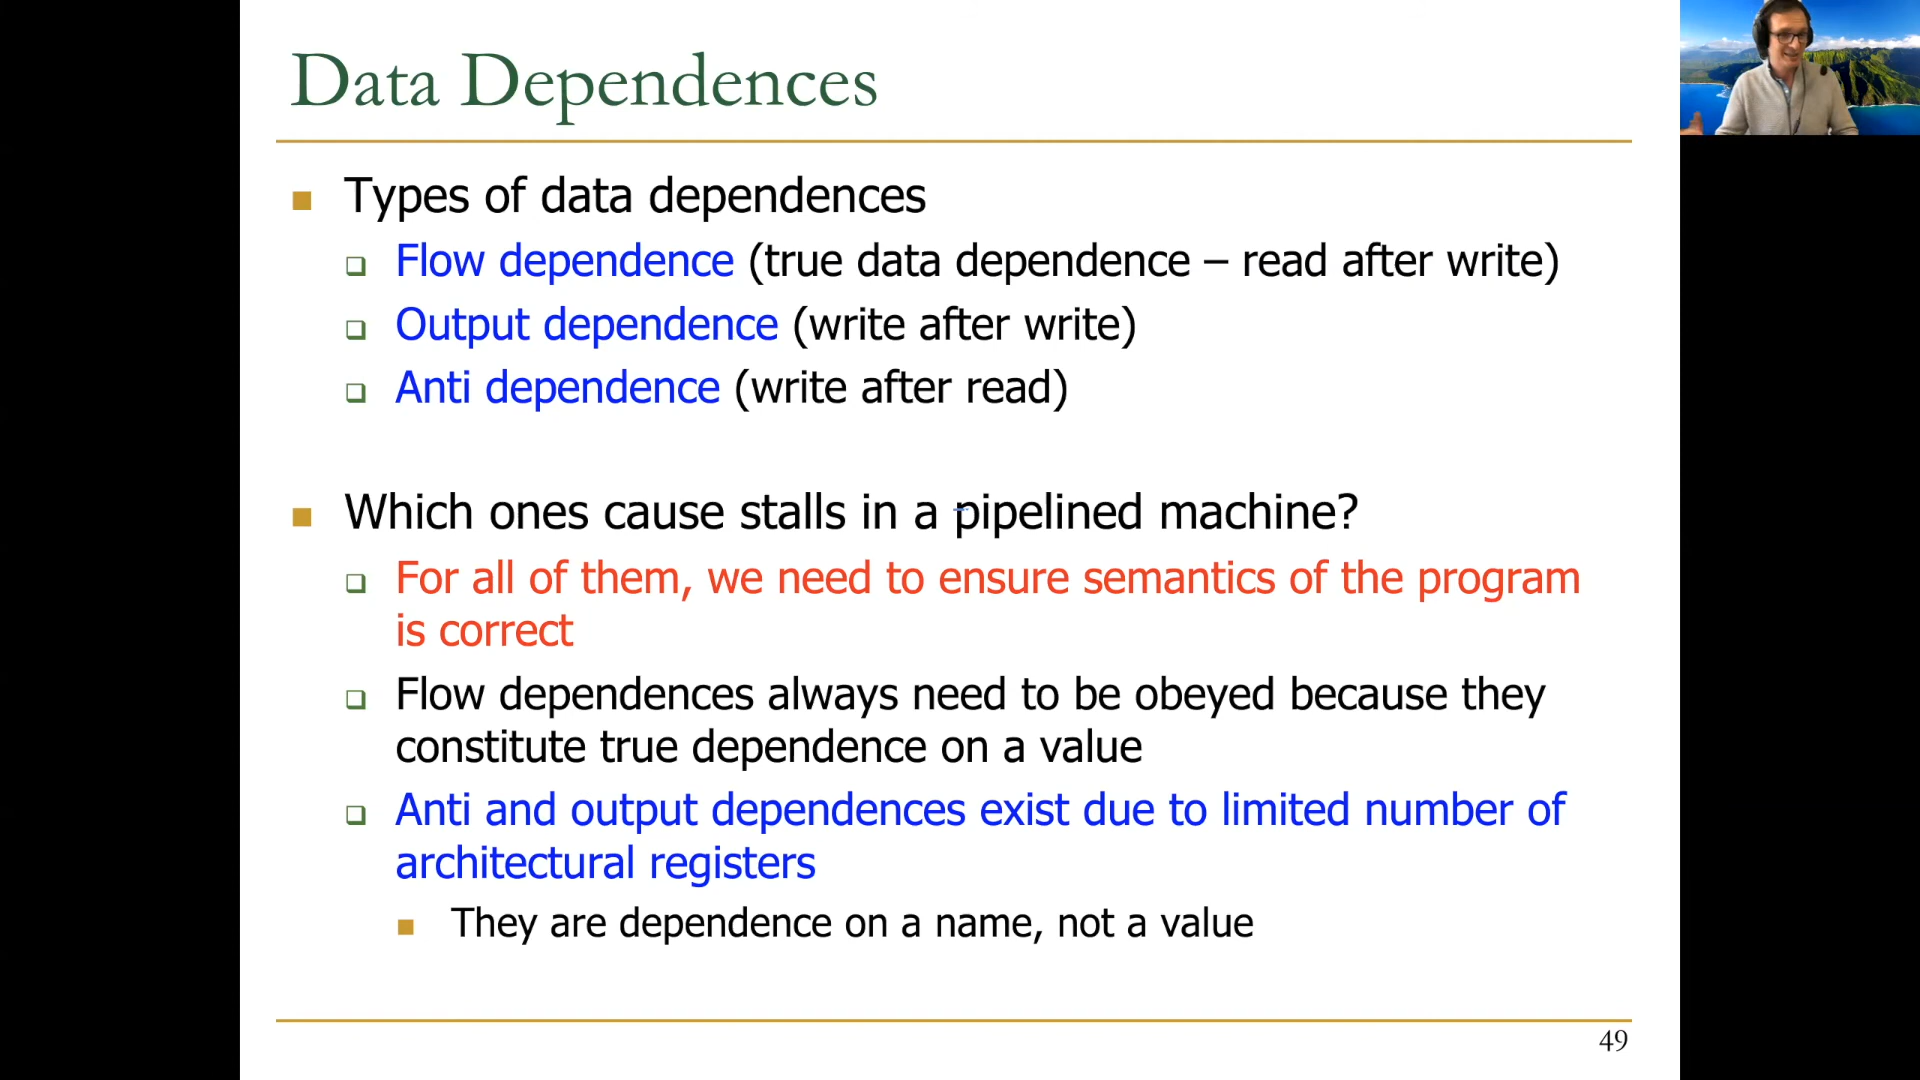 Data Dependences
Types of data dependences
Flow dependence (true data dependence – read after write)
Output dependence (write after write)
Anti dependence (write after read)
Which ones cause stalls in a pipelined machine?
For all of them, we need to ensure semantics of the program
is correct
Flow dependences always need to be obeyed because they
constitute true dependence on a value
Anti and output dependences exist due to limited number of
architectural registers
They are dependence on a name, not a value
49